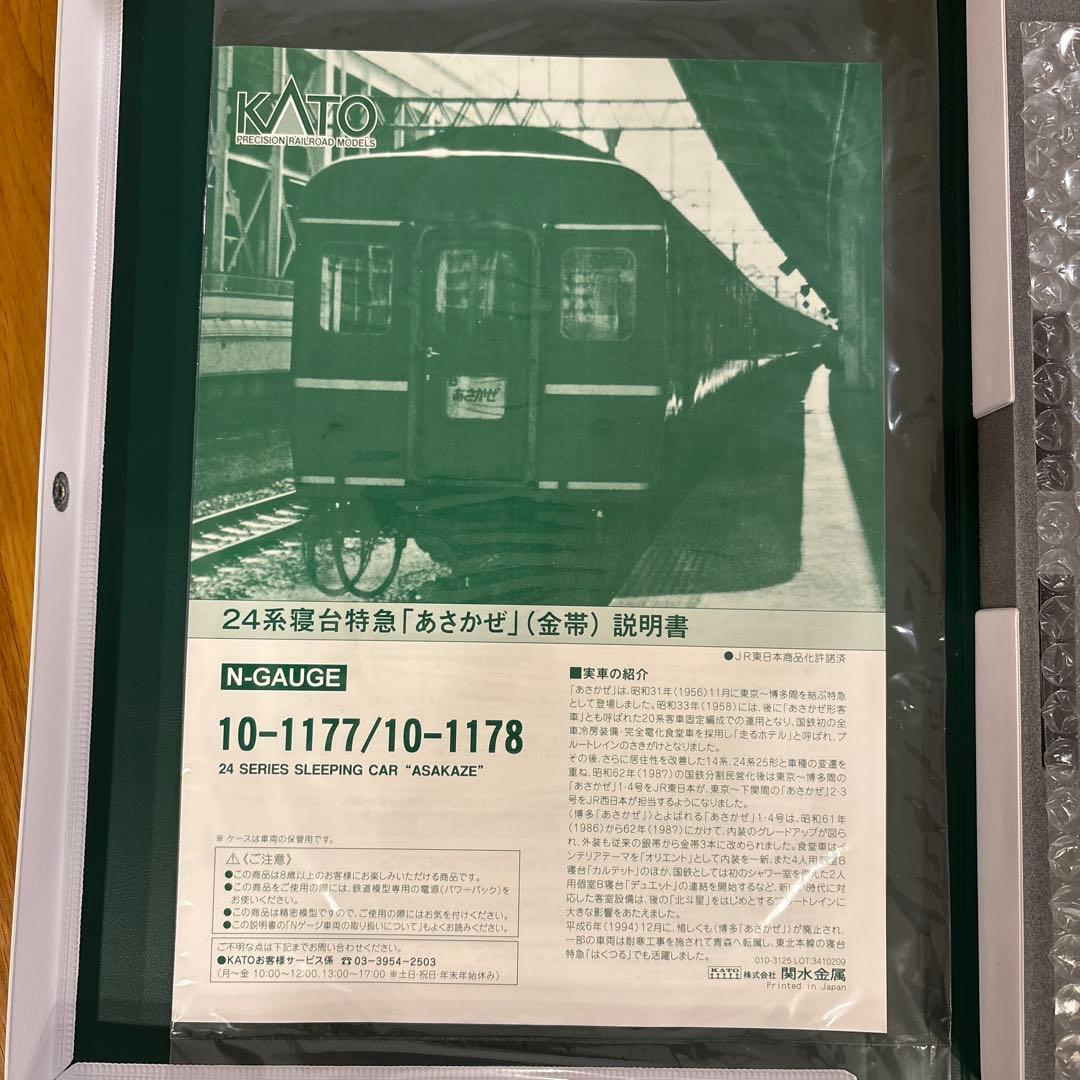 KATO
PRECISION RAILROAD MODELS
あさかぜ
24系寝台特急「あさかぜ」(金帯) 説明書
●JR東日本商品化許諾済
N-GAUGE
10-1177/10-1178
24 SERIES SLEEPING CAR "ASAKAZE"
※ ケースは車両の保管用です。
⚠《ご注意》
●この商品は8歳以上のお客様にお楽しみいただける商品です。
●この商品をご使用の際には、鉄道模型専用の電源(パワーパック)を
お使いください。
●この商品は精密模型ですので、ご使用の際にはお気を付けください。
●この説明書の「Nゲージ車両の取り扱いについて」もよくお読みください。
ご不明な点は下記までお問い合わせください。
●KATOお客様サービス係 ☎03-3954-2503
(月〜金 10:00〜12:00、13:00〜17:00 ※土日・祝日・年末年始休み)
■実車の紹介
「あさかぜ」は、昭和31年(1956)11月に東京〜博多間を結ぶ特急
として登場しました。昭和33年(1958)には、後に「あさかぜ形客
車」とも呼ばれた20系客車固定編成での運用となり、国鉄初の全
車冷房装備・完全電化食堂車を採用し「走るホテル」と呼ばれ、ブ
ルートレインのさきがけとなりました。
その後、さらに居住性を改善した14系、24系25形と車種の変遷を
重ね、昭和62年(1987)の国鉄分割民営化後は東京〜博多間の
「あさかぜ」1・4号をJR東日本が、東京〜下関間の「あさかぜ」2・3
号をJR西日本が担当するようになりました。
〈博多「あさかぜ」〉とよばれる「あさかぜ」1・4号は、昭和61年
(1986)から62年(1987)にかけて、内装のグレードアップが図ら
れ、外装も従来の銀帯から金帯3本に改められました。食堂車はイ
ンテリアテーマを「オリエント」として内装を一新、また4人用個室B
寝台「カルテット」のほか、国鉄としては初のシャワー室を備えた2人
用個室B寝台「デュエット」の連結を開始するなど、新しい時代に対
応した客室設備は、後の「北斗星」をはじめとするブルートレインに
大きな影響をあたえました。
平成6年(1994)12月に、惜しくも〈博多「あさかぜ」〉が廃止され、
一部の車両は耐寒工事を施されて青森へ転属し、東北本線の寝台
特急「はくつる」でも活躍しました。
010-3125 LOT:3410209
KATO 株式会社 関水金属
Printed in Japan